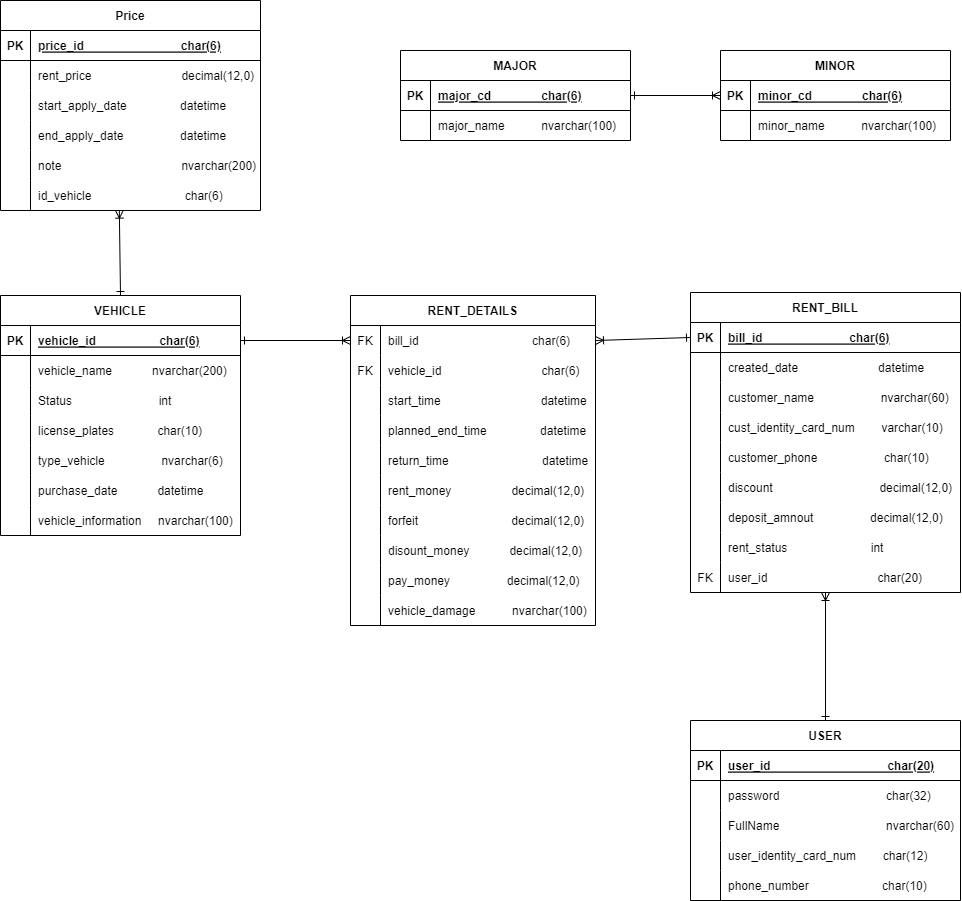 Price
PK price_id char(6)
rent_price decimal(12,0)
start_apply_date datetime
end_apply_date datetime
note nvarchar(200)
id_vehicle char(6)
MAJOR
PK major_cd char(6)
major_name nvarchar(100)
MINOR
PK minor_cd char(6)
minor_name nvarchar(100)
VEHICLE
PK vehicle_id char(6)
vehicle_name nvarchar(200)
Status int
license_plates char(10)
type_vehicle nvarchar(6)
purchase_date datetime
vehicle_information nvarchar(100)
RENT_DETAILS
FK bill_id char(6)
FK vehicle_id char(6)
start_time datetime
planned_end_time datetime
return_time datetime
rent_money decimal(12,0)
forfeit decimal(12,0)
disount_money decimal(12,0)
pay_money decimal(12,0)
vehicle_damage nvarchar(100)
RENT_BILL
PK bill_id char(6)
created_date datetime
customer_name nvarchar(60)
cust_identity_card_num varchar(10)
customer_phone char(10)
discount decimal(12,0)
deposit_amnout decimal(12,0)
rent_status int
FK user_id char(20)
USER
PK user_id char(20)
password char(32)
FullName nvarchar(60)
user_identity_card_num char(12)
phone_number char(10)